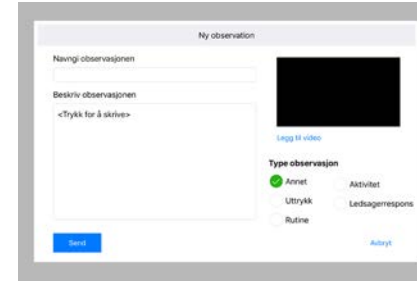 Ny observation
Navngi observasjonen
Beskriv observasjonen
<Trykk for å skrive>
Legg til video
Type observasjon
Annet
Aktivitet
Uttrykk
Ledsagerrespons
Rutine
Send
Avbryt